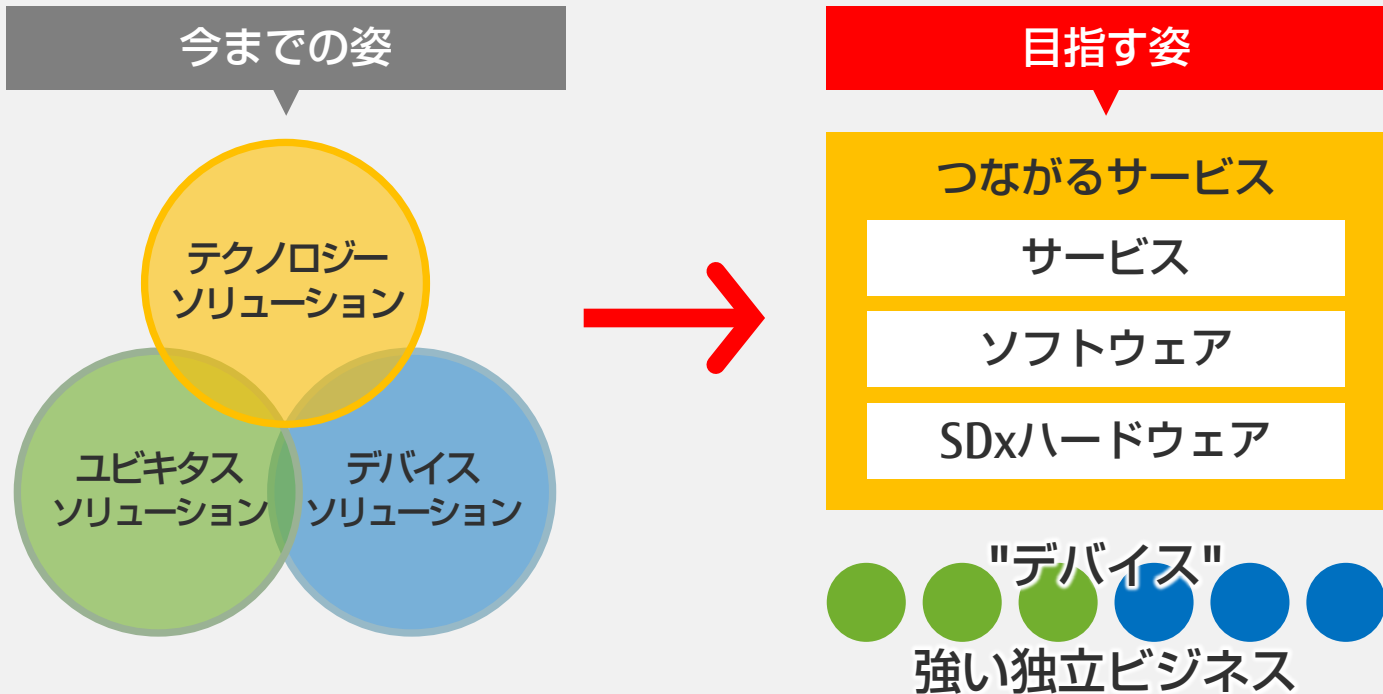 今までの姿
テクノロジー
ソリューション
ユビキタス
ソリューション
デバイス
ソリューション
目指す姿
つながるサービス
サービス
ソフトウェア
SDxハードウェア
"デバイス"
強い独立ビジネス